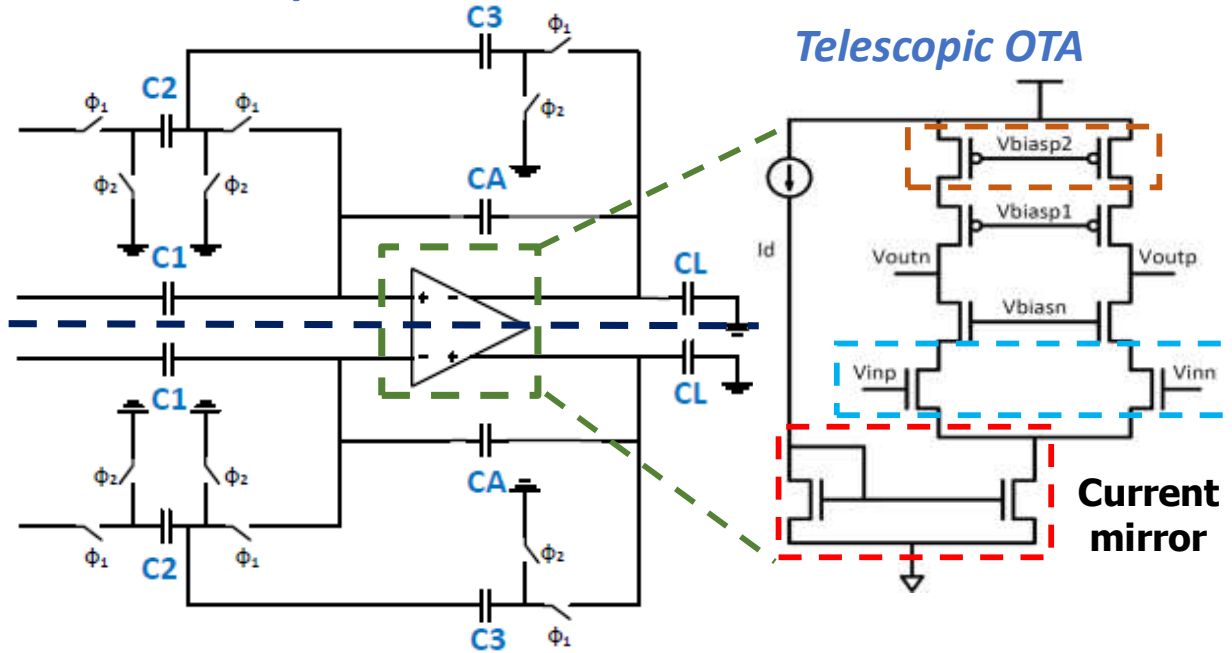 C3
Φ₁
Telescopic OTA
C2
Φ₁
Φ₁
Φ₂
Vbiasp2
Φ₂
Φ₂
CA
Vbiasp1
Id
C1
CL
Voutn
Voutp
+ -
Vbiasn
- +
C1
CL
Vinp
Vinn
Φ₂
Φ₂
CA
Φ₂
Current
mirror
Φ₁
C2
Φ₁
C3
Φ₁